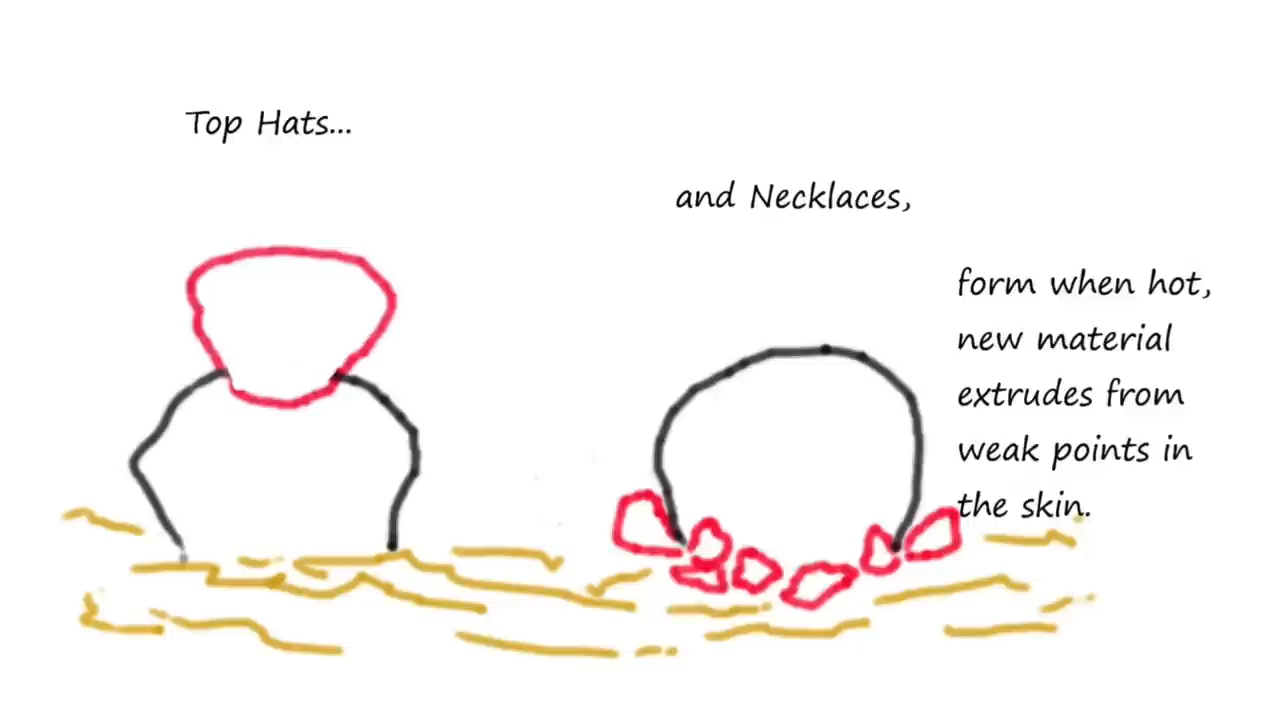 Top Hats...
and Necklaces,
form when hot,
new material
extrudes from
weak points in
the skin.